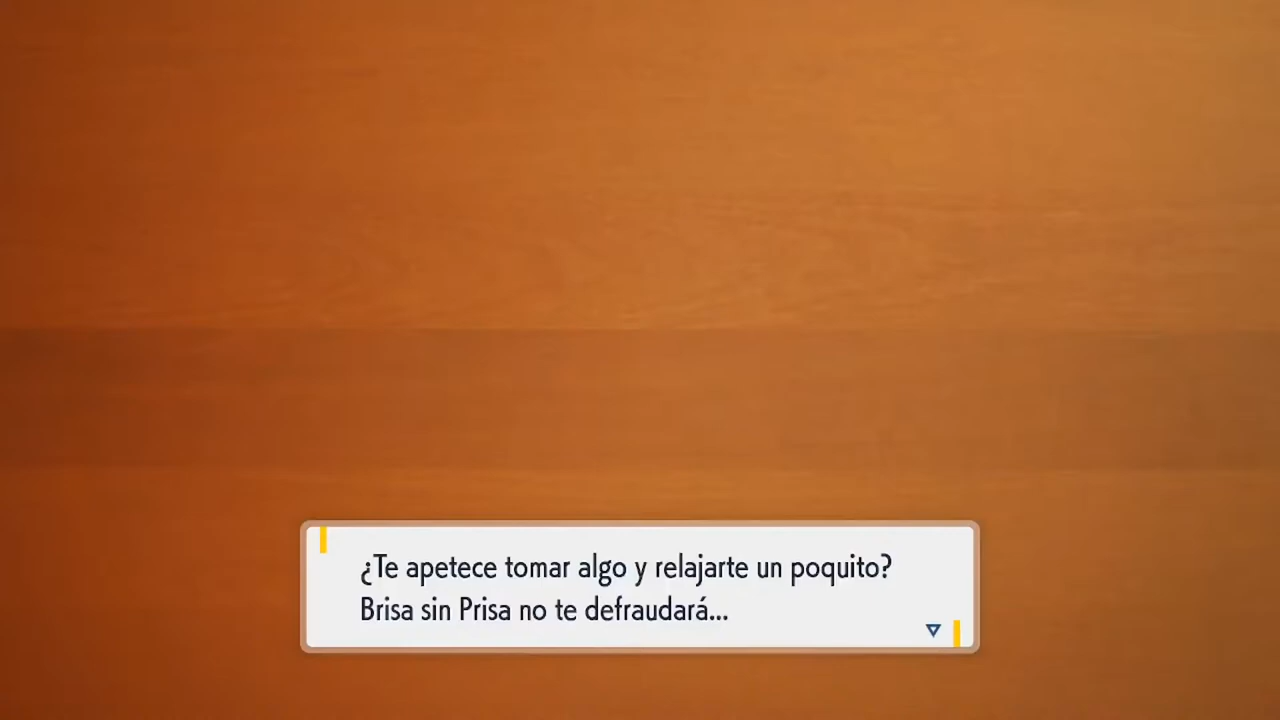 ¿Te apetece tomar algo y relajarte un poquito?
Brisa sin Prisa no te defraudará...